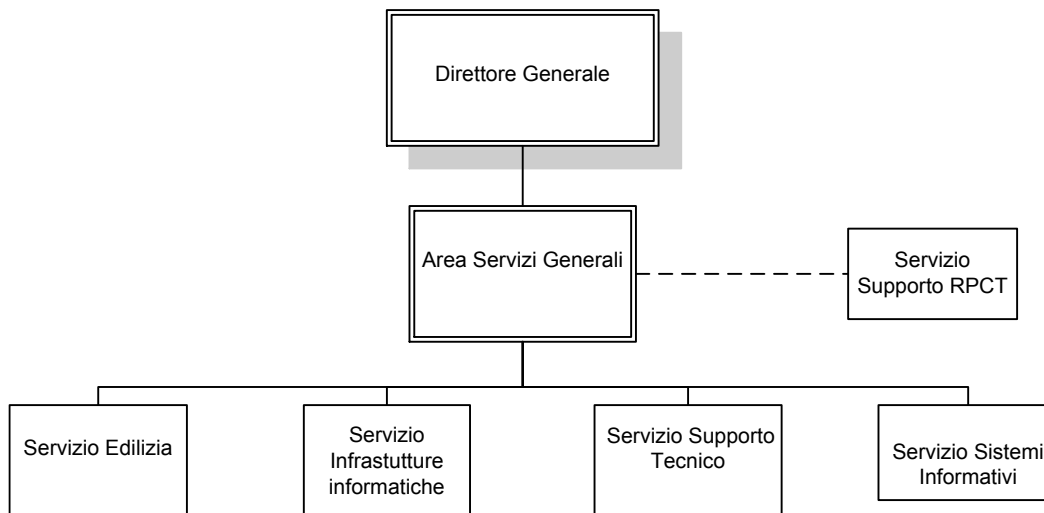 Direttore Generale
Area Servizi Generali
Servizio
Supporto RPCT
Servizio Edilizia
Servizio
Infrastutture
informatiche
Servizio Supporto
Tecnico
Servizio Sistemi
Informativi